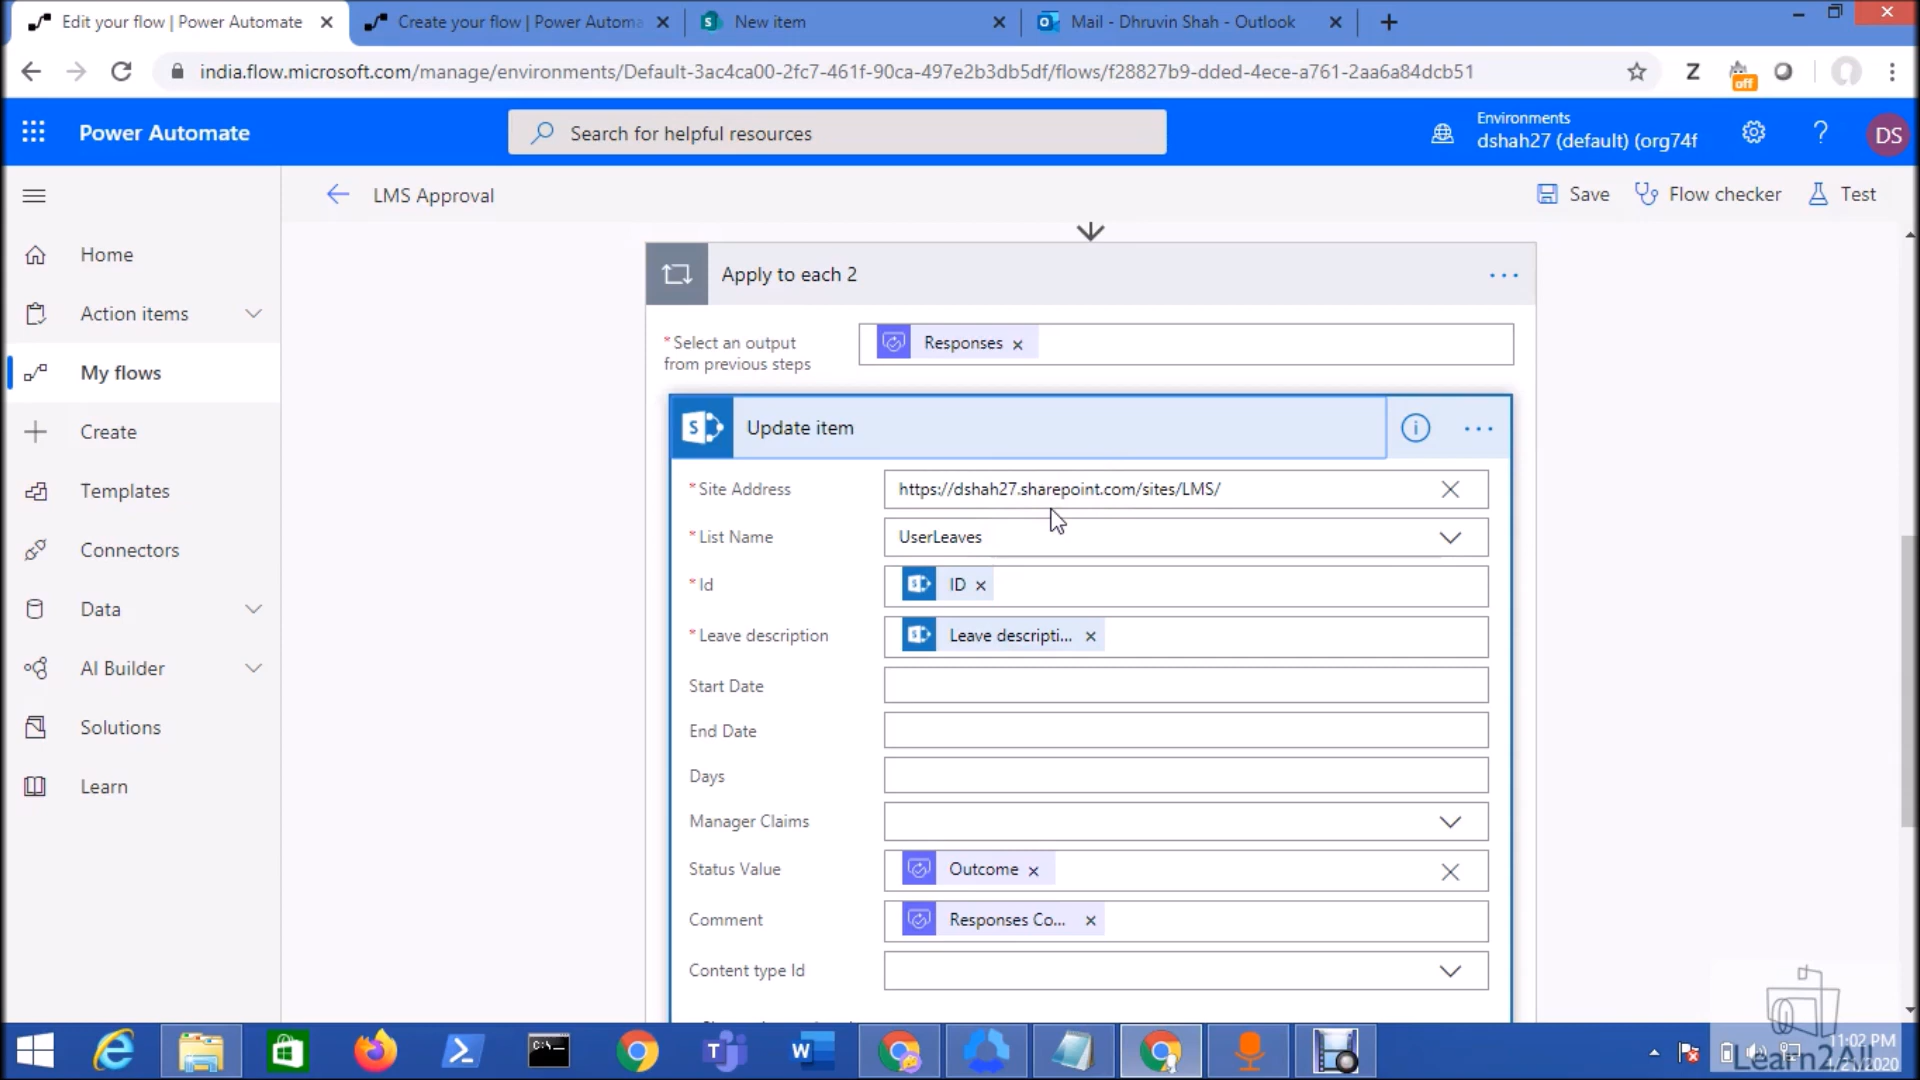 Edit your flow | Power Automate
Create your flow | Power Automa
New item
Mail - Dhruvin Shah - Outlook
india.flow.microsoft.com/manage/environments/Default-3ac4ca00-2fc7-461f-90ca-497e2b3db5df/flows/f28827b9-dded-4ece-a761-2aa6a84dcb51
Z
off
Power Automate
Search for helpful resources
Environments
dshah27 (default) (org74f
?
DS
LMS Approval
Save
Flow checker
Test
Home
Action items
My flows
Create
Templates
Connectors
Data
AI Builder
Solutions
Learn
Apply to each 2
...
* Select an output
from previous steps
Responses
Update item
...
* Site Address
https://dshah27.sharepoint.com/sites/LMS/
* List Name
UserLeaves
* Id
ID
* Leave description
Leave descripti...
Start Date
End Date
Days
Manager Claims
Status Value
Outcome
Comment
Responses Co...
Content type Id
11:02 PM
Learn2All